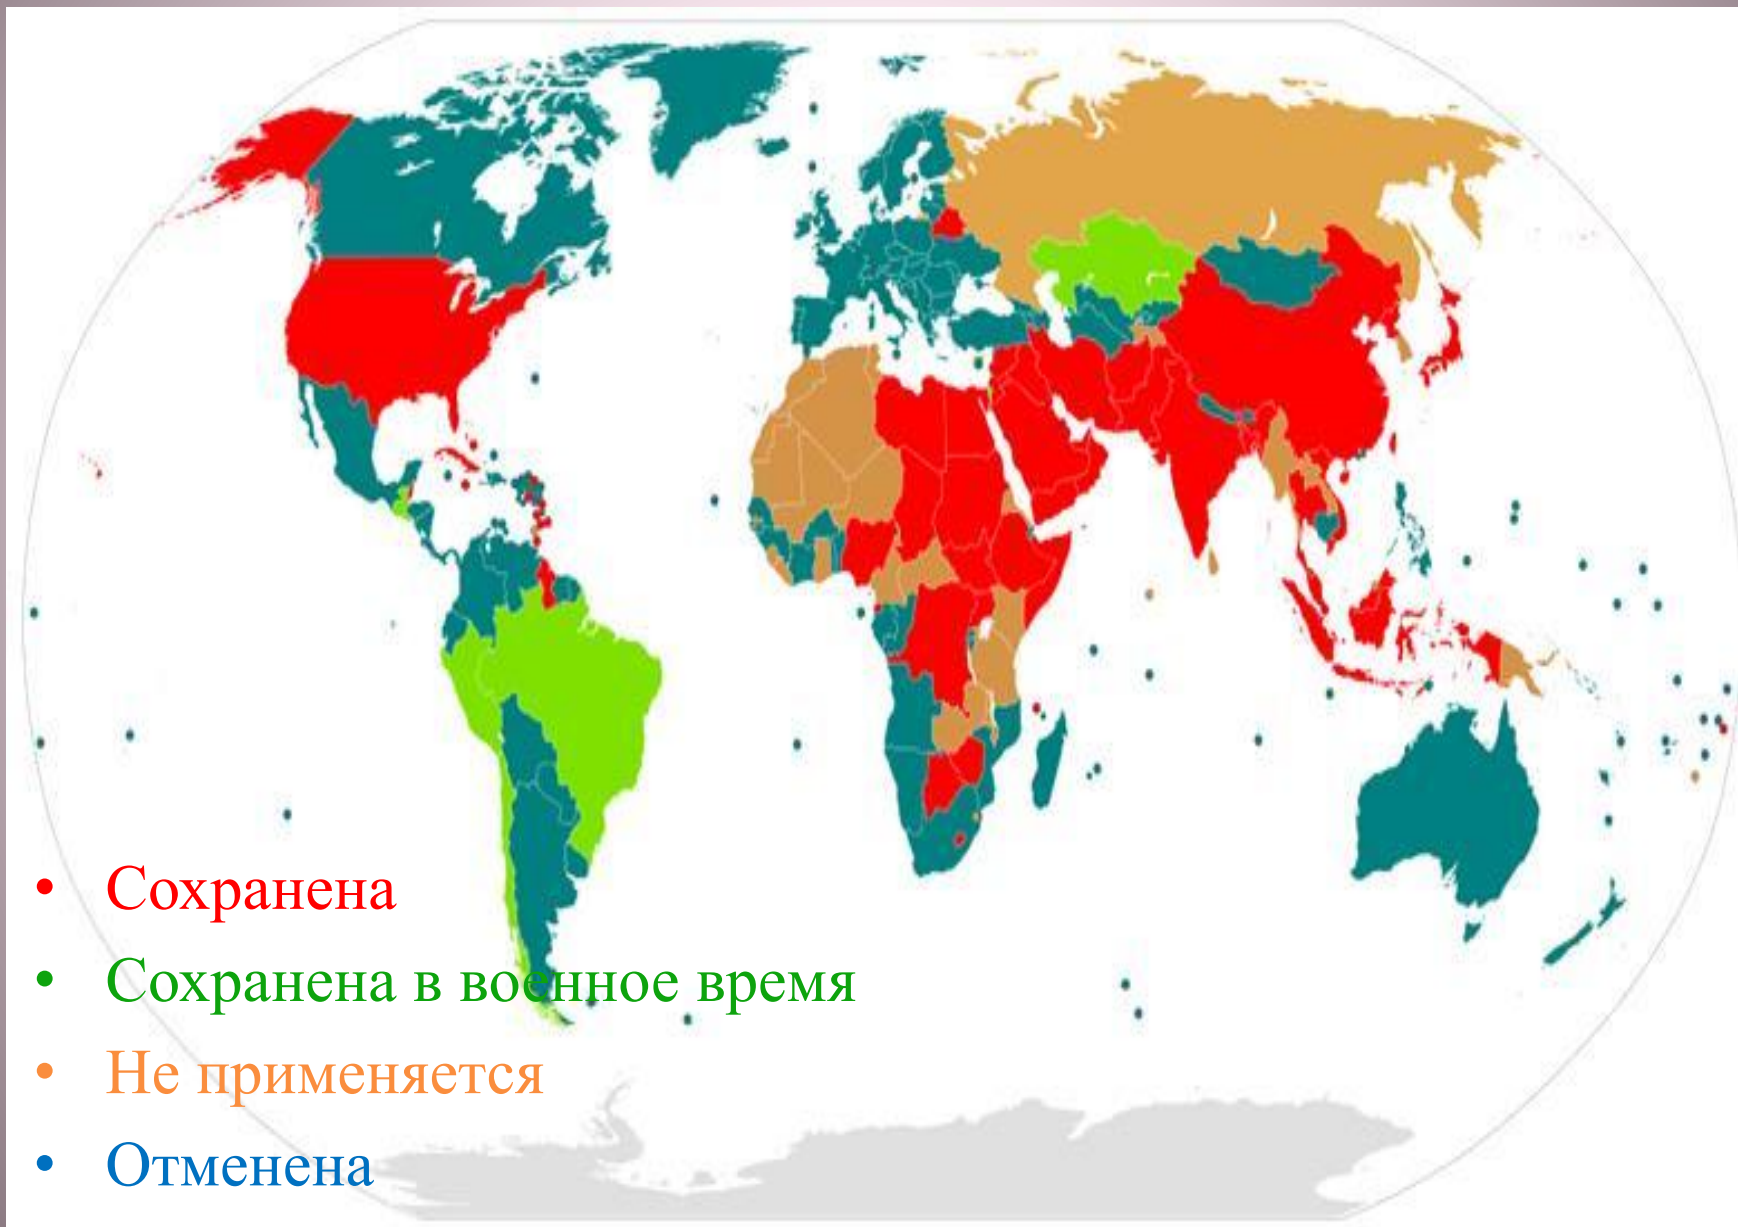 Сохранена
Сохранена в военное время
Не применяется
Отменена